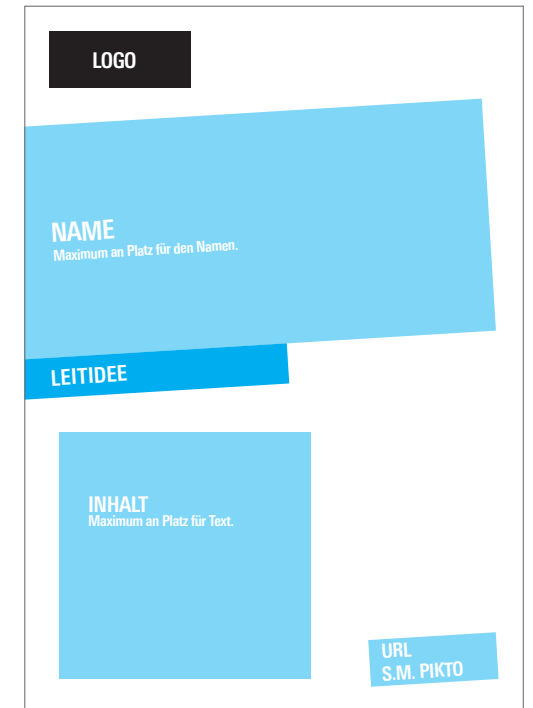 LOGO
NAME
Maximum an Platz für den Namen.
LEITIDEE
INHALT
Maximum an Platz für Text.
URL
S.M. PIKTO